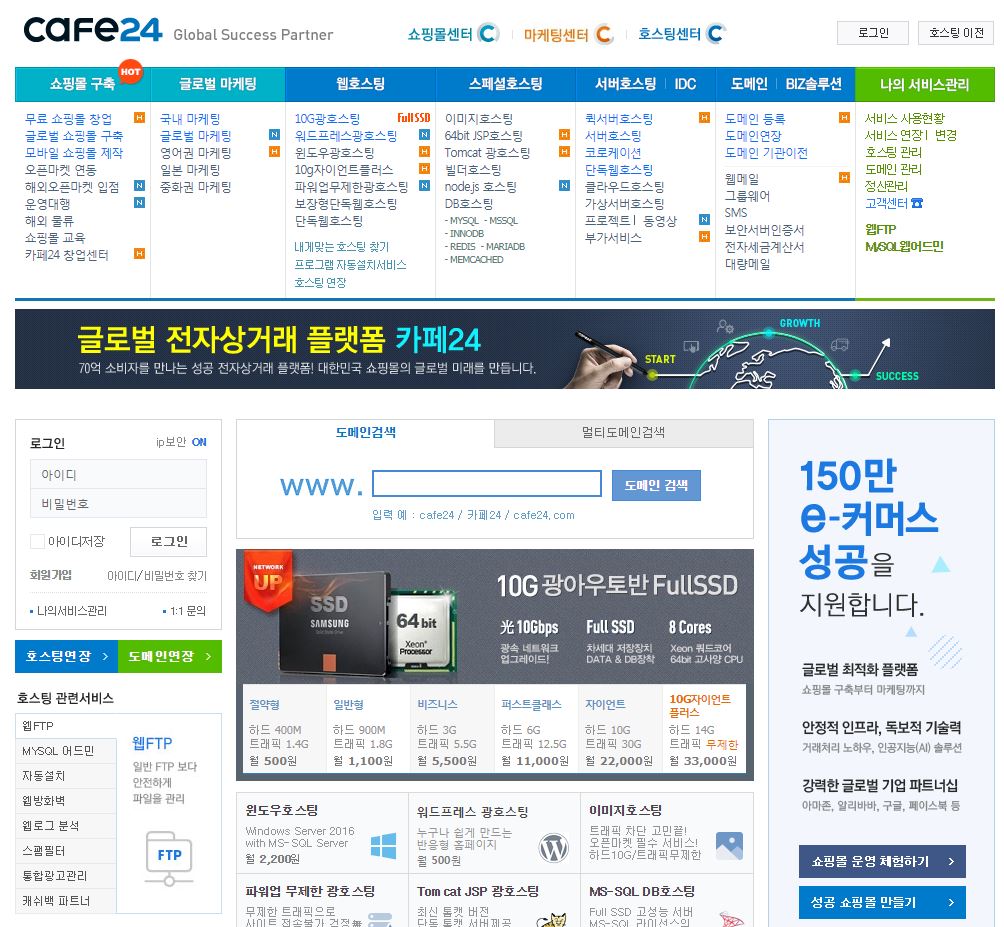 cafe24 Global Success Partner
쇼핑몰센터 C
마케팅센터 C
호스팅센터 C
로그인
호스팅 이전
쇼핑몰 구축 HOT
글로벌 마케팅
웹호스팅
스페셜호스팅
서버호스팅 | IDC
도메인 | BIZ솔루션
나의 서비스관리
무료 쇼핑몰 창업 H
글로벌 쇼핑몰 구축
모바일 쇼핑몰 제작
오픈마켓 연동
해외오픈마켓 입점 N
운영대행 N
해외 물류
쇼핑몰 교육
카페24 창업센터 H
국내 마케팅
글로벌 마케팅 N
영어권 마케팅 H
일본 마케팅
중화권 마케팅
10G광호스팅 FullSSD
워드프레스광호스팅 N
윈도우광호스팅 H
10g자이언트플러스 H
파워업무제한광호스팅 N
보장형단독웹호스팅
단독웹호스팅
내게맞는 호스팅 찾기
프로그램 자동설치서비스
호스팅 연장
이미지호스팅
64bit JSP호스팅 H
Tomcat 광호스팅 H
빌더호스팅
node.js 호스팅 N
DB호스팅
- MYSQL - MSSQL
- INNODB
- REDIS - MARIADB
- MEMCACHED
퀵서버호스팅 H
서버호스팅
코로케이션
단독웹호스팅
클라우드호스팅
가상서버호스팅
프로젝트 | 동영상 N
부가서비스 H
도메인 등록 H
도메인연장
도메인 기관이전
웹메일 H
그룹웨어
SMS
보안서버인증서
전자세금계산서
대량메일
서비스 사용현황
서비스 연장 | 변경
호스팅 관리
도메인 관리
정산관리
고객센터
웹FTP
MySQL웹어드민
글로벌 전자상거래 플랫폼 카페24
70억 소비자를 만나는 성공 전자상거래 플랫폼! 대한민국 쇼핑몰의 글로벌 미래를 만듭니다.
START
GROWTH
SUCCESS
로그인
ip보안 ON
아이디
비밀번호
아이디저장
로그인
회원가입
아이디/비밀번호 찾기
나의서비스관리
1:1 문의
호스팅연장 >
도메인연장 >
호스팅 관련서비스
웹FTP
MYSQL 어드민
자동설치
웹방화벽
웹로그 분석
스팸필터
통합광고관리
캐쉬백 파트너
웹FTP
일반 FTP 보다
안전하게
파일을 관리
FTP
도메인검색
멀티도메인검색
www.
도메인 검색
입력 예 : cafe24 / 카페24 / cafe24.com
NETWORK
UP
SAMSUNG
SSD
64 bit
Xeon
Processor
10G 광아우토반 FullSSD
光 10Gbps
광속 네트워크
업그레이드!
Full SSD
차세대 저장장치
DATA & DB장착
8 Cores
Xeon 쿼드코어
64bit 고사양 CPU
절약형
하드 400M
트래픽 1.4G
월 500원
일반형
하드 900M
트래픽 1.8G
월 1,100원
비즈니스
하드 3G
트래픽 5.5G
월 5,500원
퍼스트클래스
하드 6G
트래픽 12.5G
월 11,000원
자이언트
하드 10G
트래픽 30G
월 22,000원
10G자이언트
플러스
하드 14G
트래픽 무제한
월 33,000원
윈도우호스팅
Windows Server 2016
with MS-SQL Server
월 2,200원
워드프레스 광호스팅
누구나 쉽게 만드는
반응형 홈페이지
월 500원
이미지호스팅
트래픽 차단 고민끝!
오픈마켓 필수 서비스!
하드10G/트래픽무제한
파워업 무제한 광호스팅
무제한 트래픽으로
사이트 접속불가 걱정無
Tomcat JSP 광호스팅
최신 톰캣 버전
단독 톰캣 서버제공
MS-SQL DB호스팅
Full SSD 고성능 서버
MS-SQL 라이선스의
150만
e-커머스
성공을
지원합니다.
글로벌 최적화 플랫폼
쇼핑몰 구축부터 마케팅까지
안정적 인프라, 독보적 기술력
거래처리 노하우, 인공지능(AI) 솔루션
강력한 글로벌 기업 파트너십
아마존, 알리바바, 구글, 페이스북 등
쇼핑몰 운영 체험하기 >
성공 쇼핑몰 만들기 >